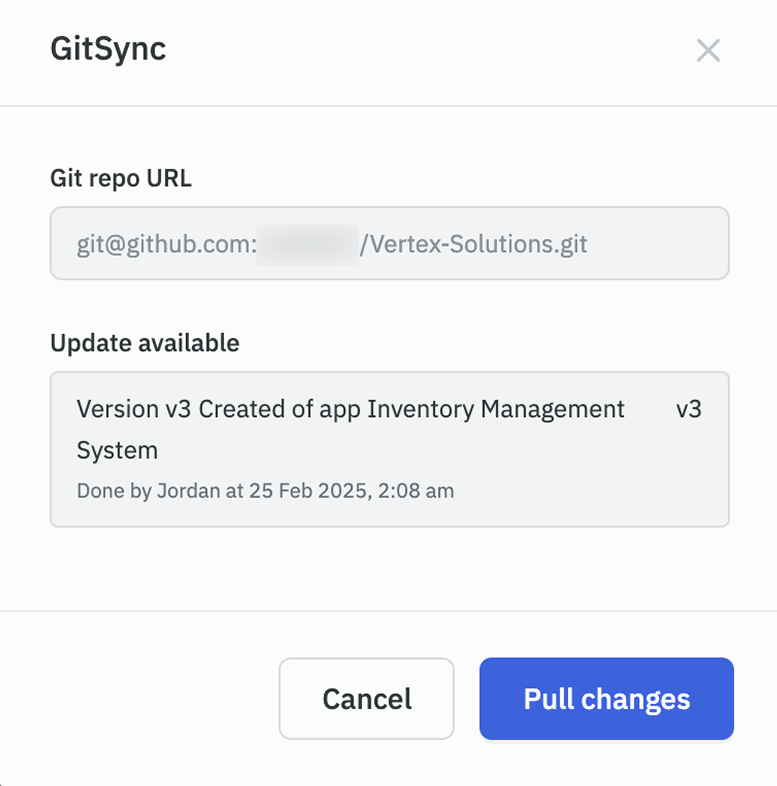 GitSync
Git repo URL
git@github.com: /Vertex-Solutions.git
Update available
Version v3 Created of app Inventory Management v3
System
Done by Jordan at 25 Feb 2025, 2:08 am
Cancel
Pull changes